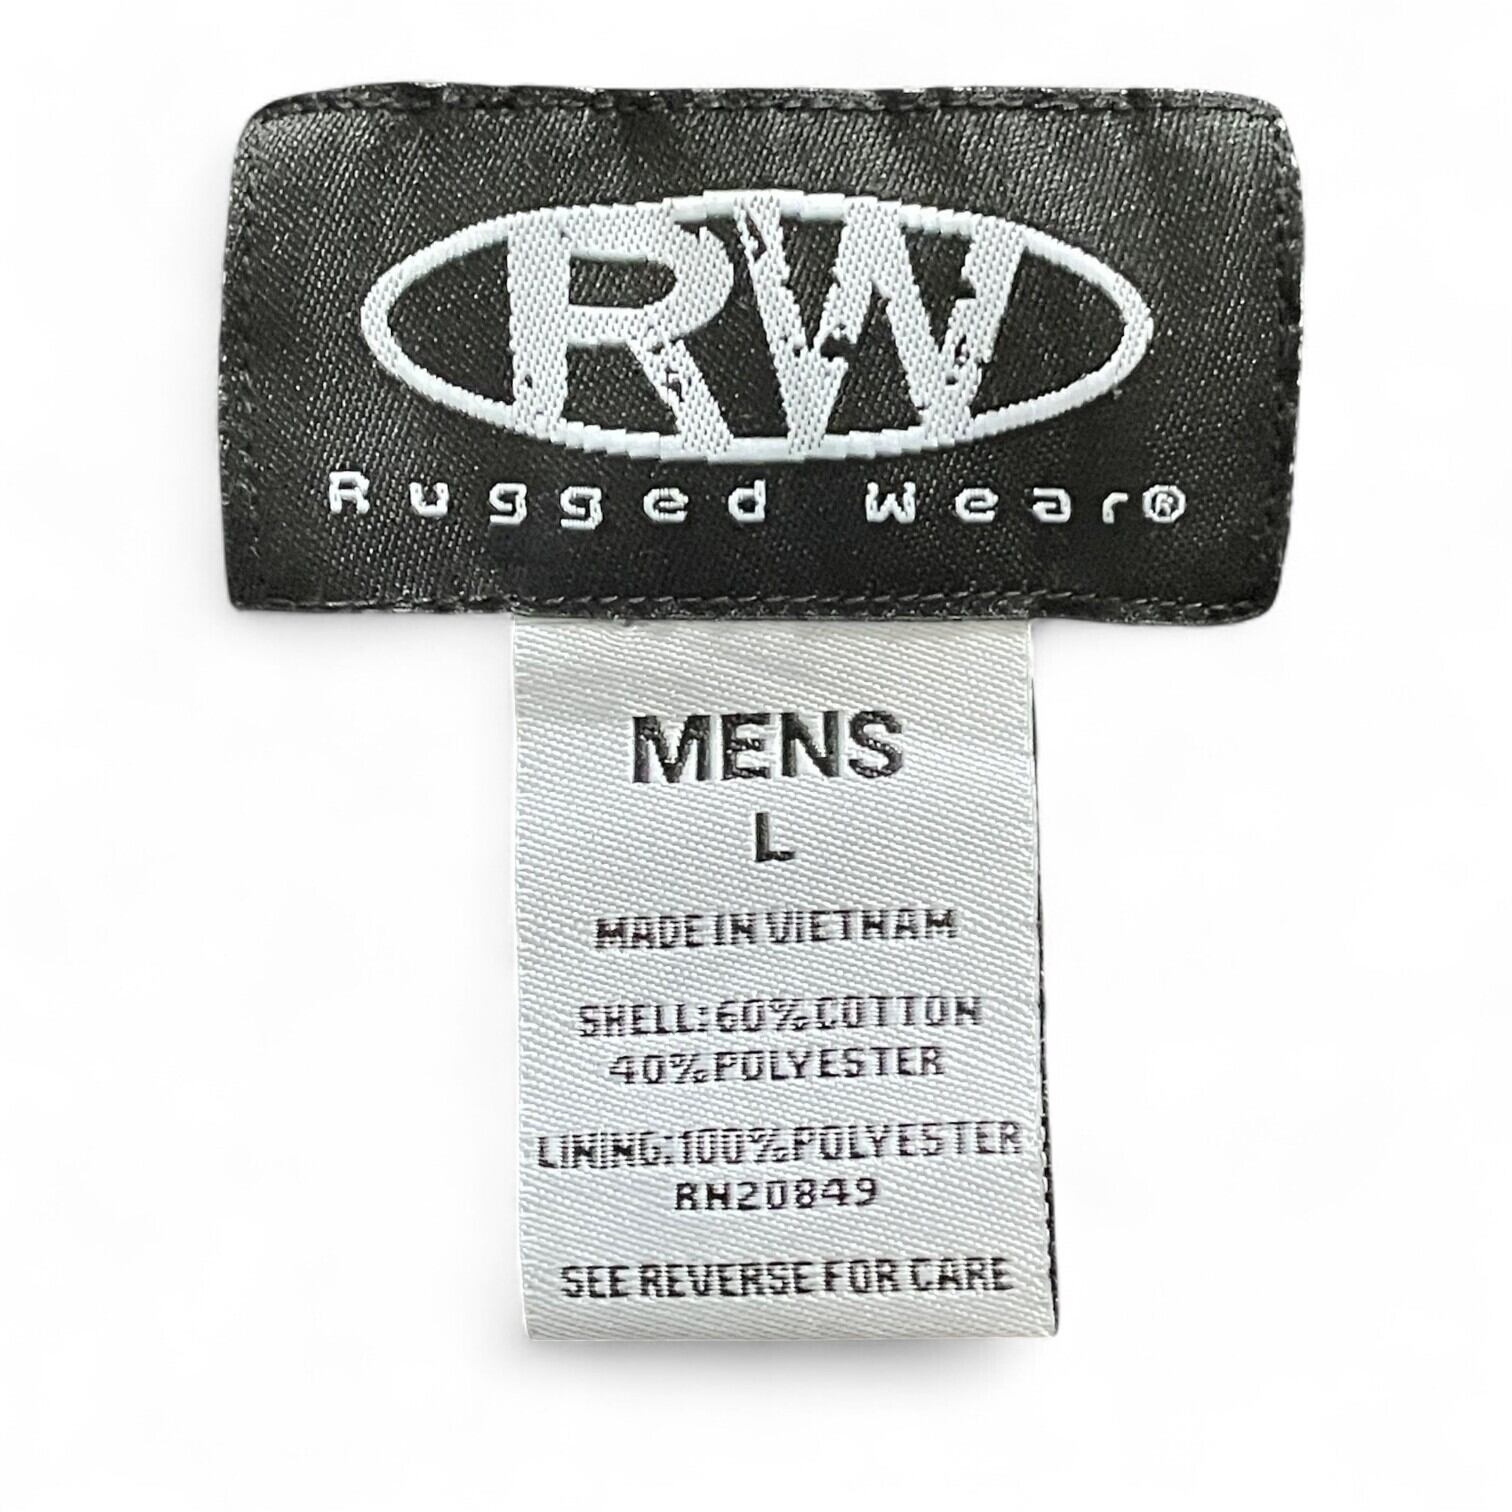 RW
Rugged Wear®
MENS
L
MADE IN VIETNAM
SHELL: 60% COTTON
40% POLYESTER
LINING: 100% POLYESTER
RH20849
SEE REVERSE FOR CARE